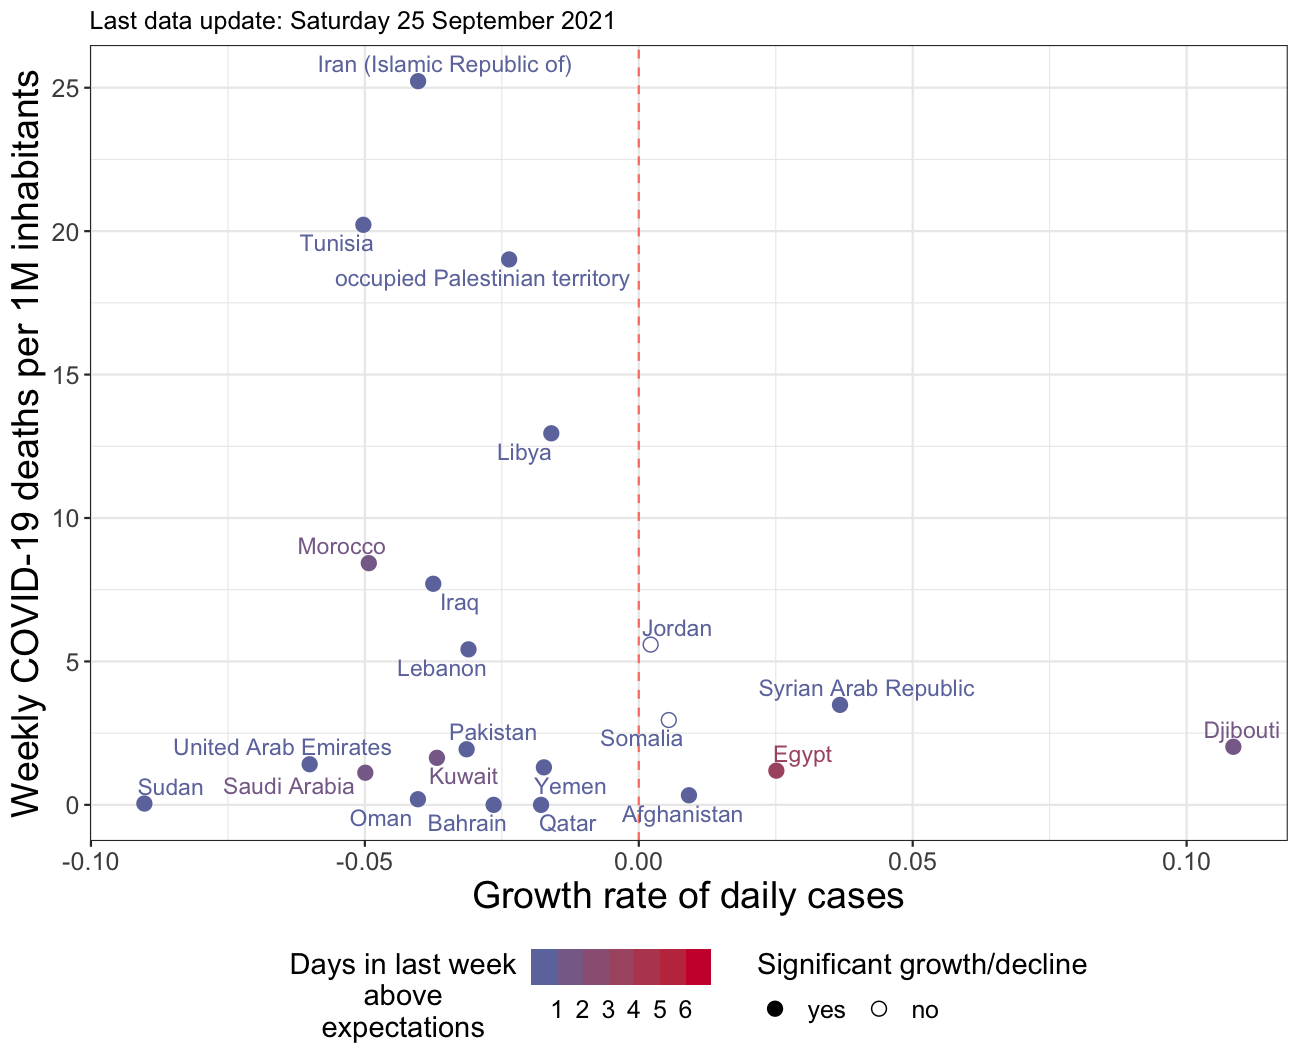 Last data update: Saturday 25 September 2021
Weekly COVID-19 deaths per 1M inhabitants
25
20
15
10
5
0
Iran (Islamic Republic of)
Tunisia
occupied Palestinian territory
Libya
Morocco
Iraq
Jordan
Lebanon
Syrian Arab Republic
Djibouti
Pakistan
Somalia
United Arab Emirates
Egypt
Kuwait
Saudi Arabia
Sudan
Yemen
Afghanistan
Oman
Bahrain
Qatar
-0.10
-0.05
0.00
0.05
0.10
Growth rate of daily cases
Days in last week
above
expectations
1 2 3 4 5 6
Significant growth/decline
yes
no